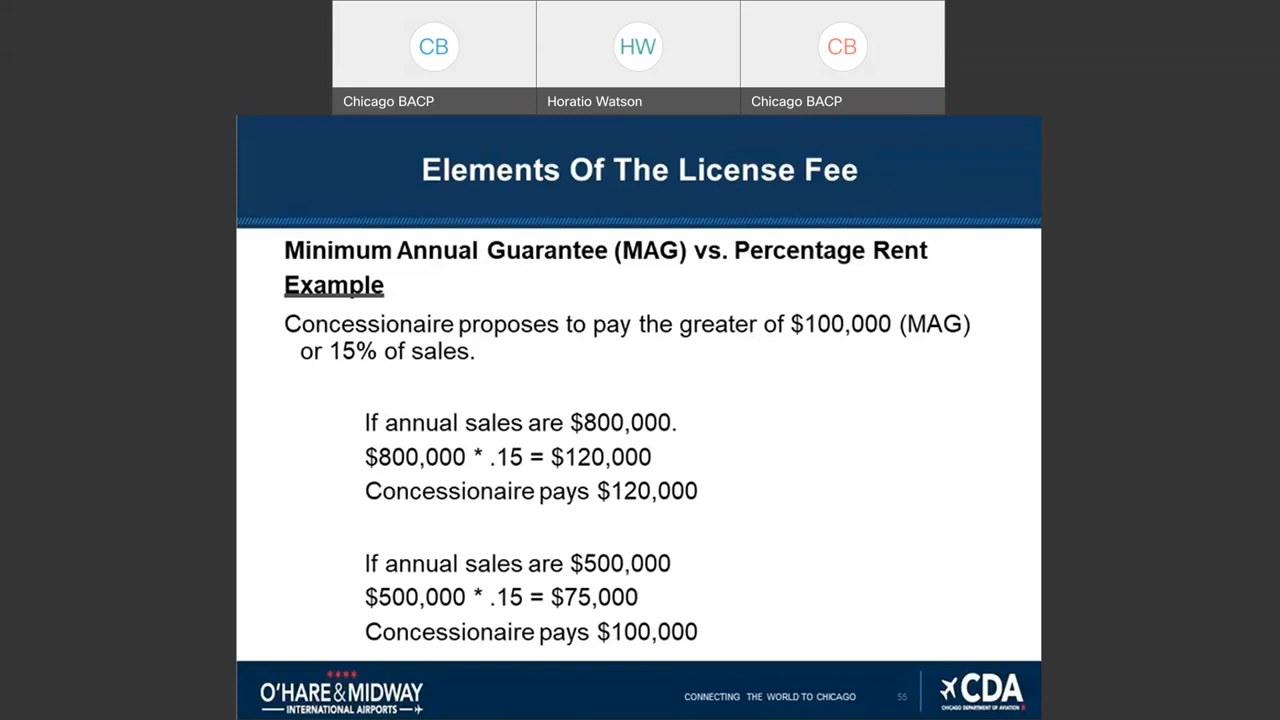 CB
HW
CB
Chicago BACP
Horatio Watson
Chicago BACP
Elements Of The License Fee
Minimum Annual Guarantee (MAG) vs. Percentage Rent
Example
Concessionaire proposes to pay the greater of $100,000 (MAG)
or 15% of sales.
If annual sales are $800,000.
$800,000 * .15 = $120,000
Concessionaire pays $120,000
If annual sales are $500,000
$500,000 * .15 = $75,000
Concessionaire pays $100,000
O'HARE & MIDWAY
INTERNATIONAL AIRPORTS
CONNECTING THE WORLD TO CHICAGO
55
CDA
CHICAGO DEPARTMENT OF AVIATION